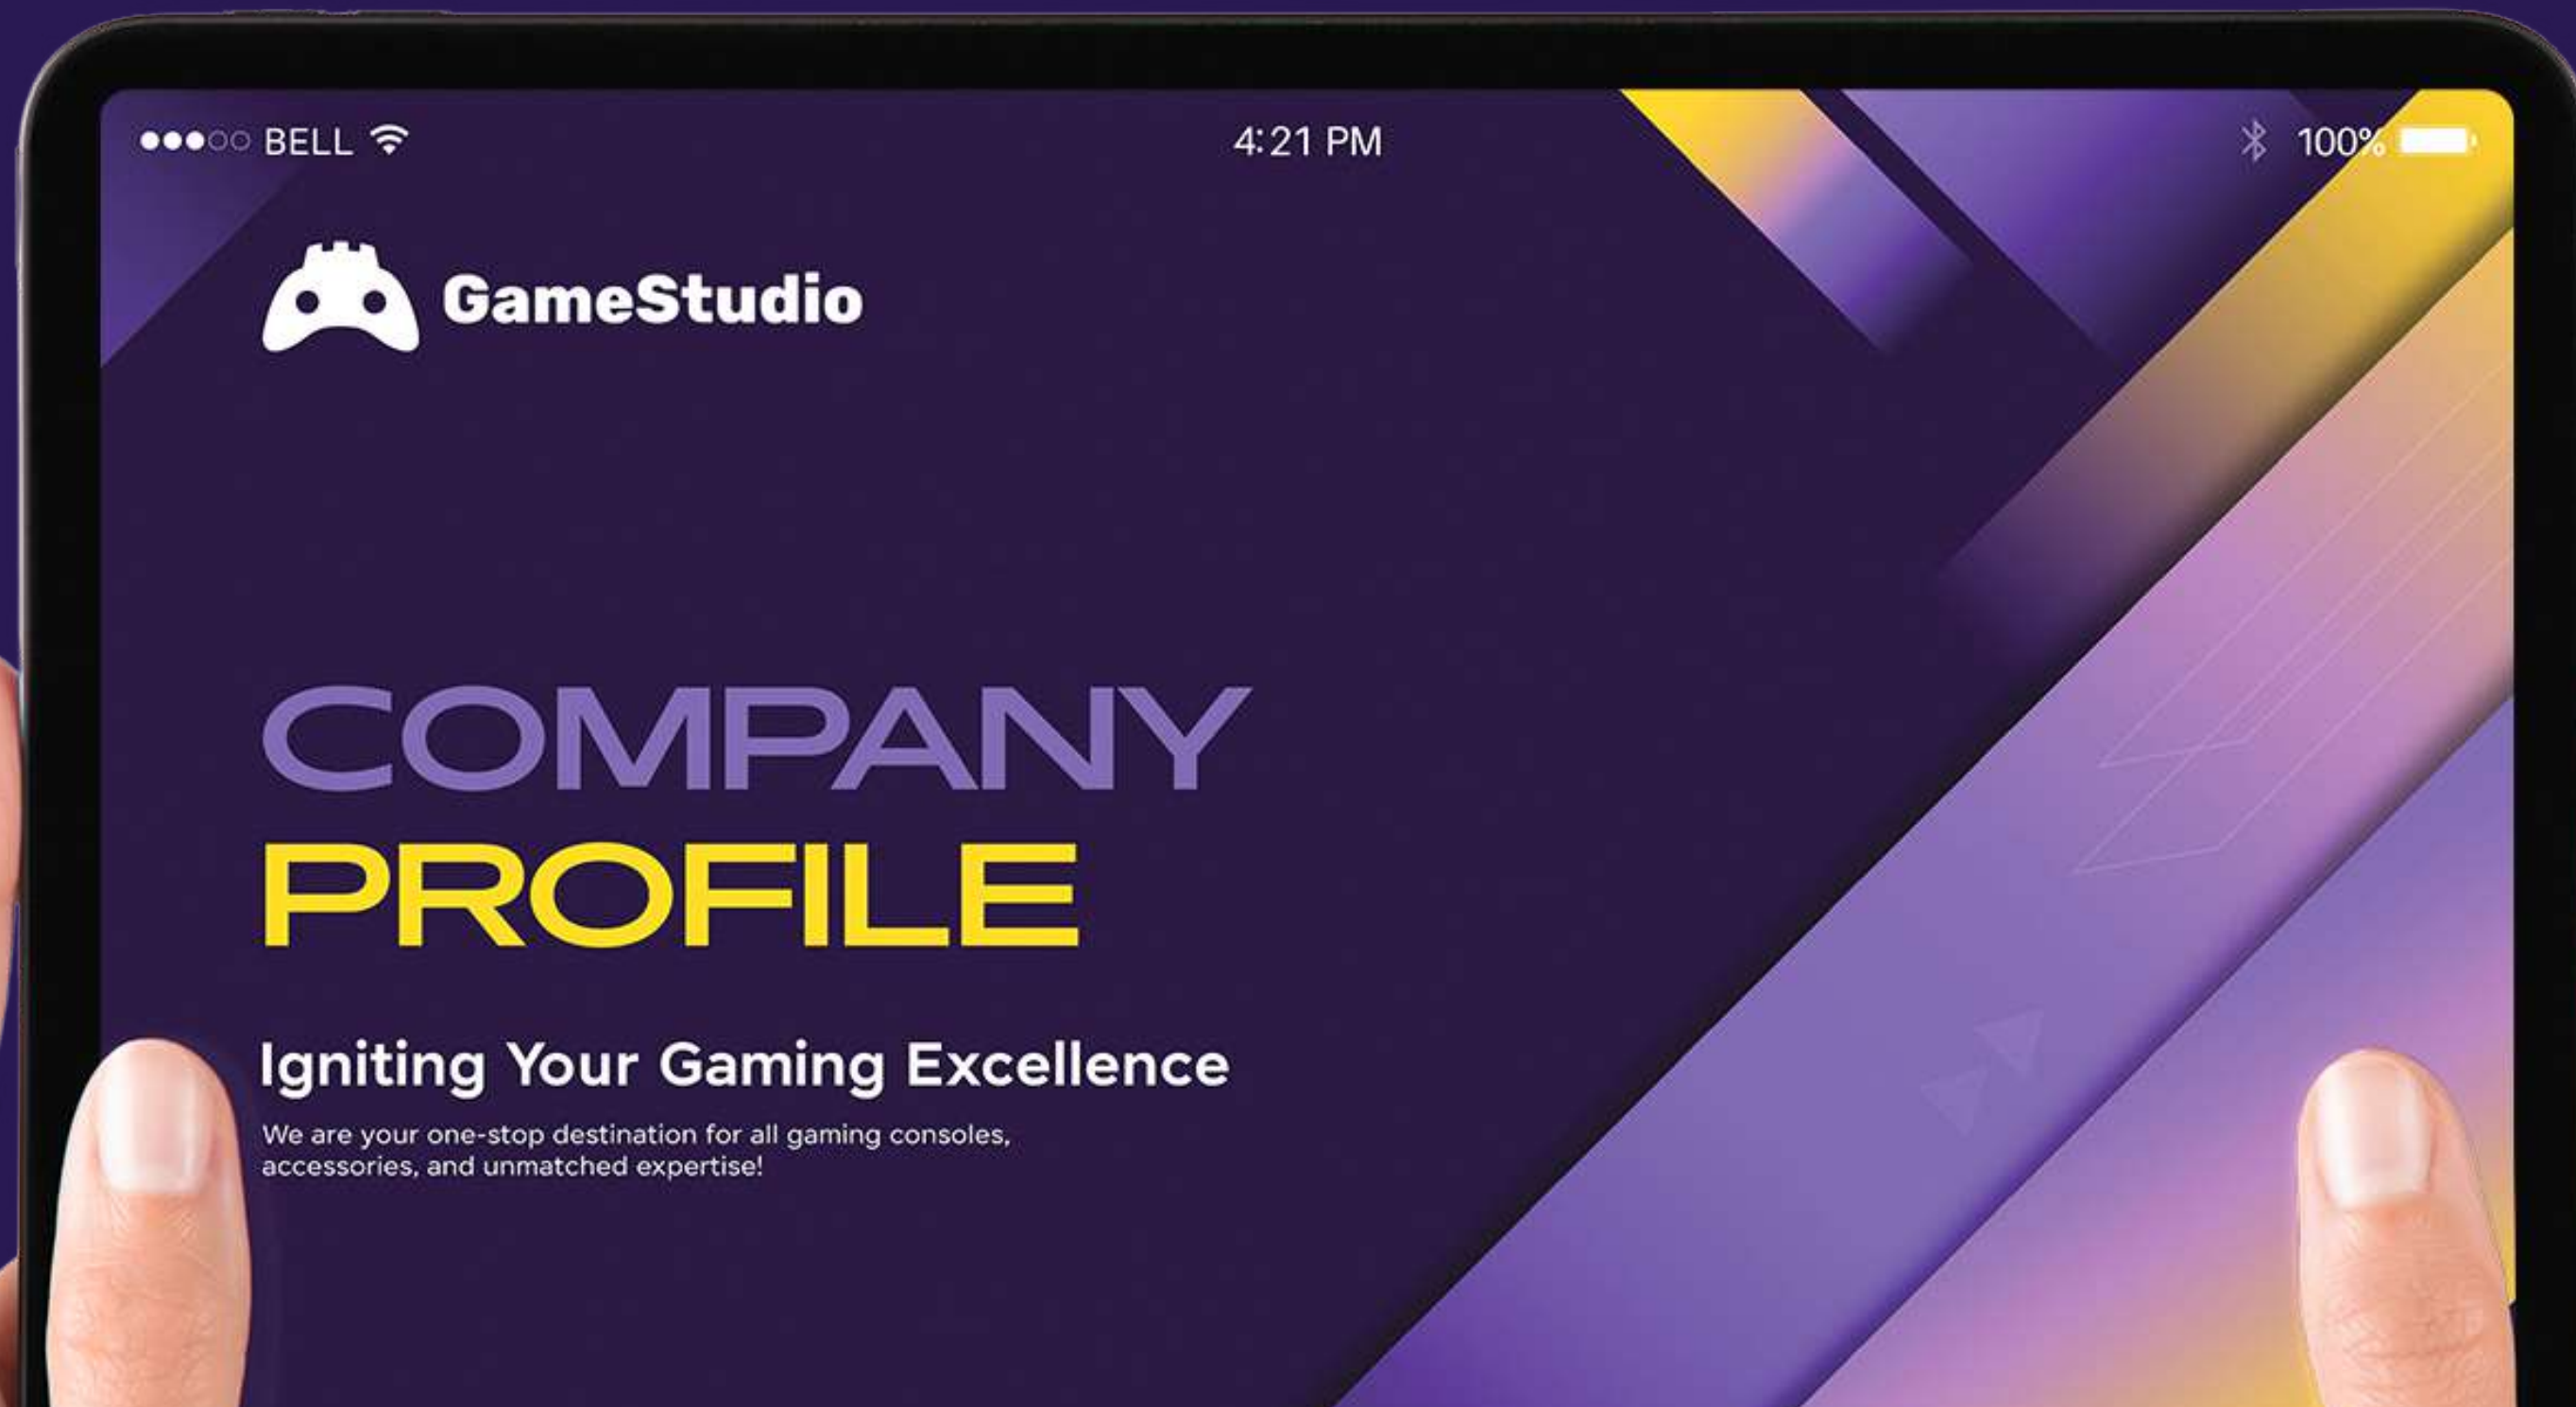 BELL
4:21 PM
100%
GameStudio
COMPANY
PROFILE
Igniting Your Gaming Excellence
We are your one-stop destination for all gaming consoles,
accessories, and unmatched expertise!